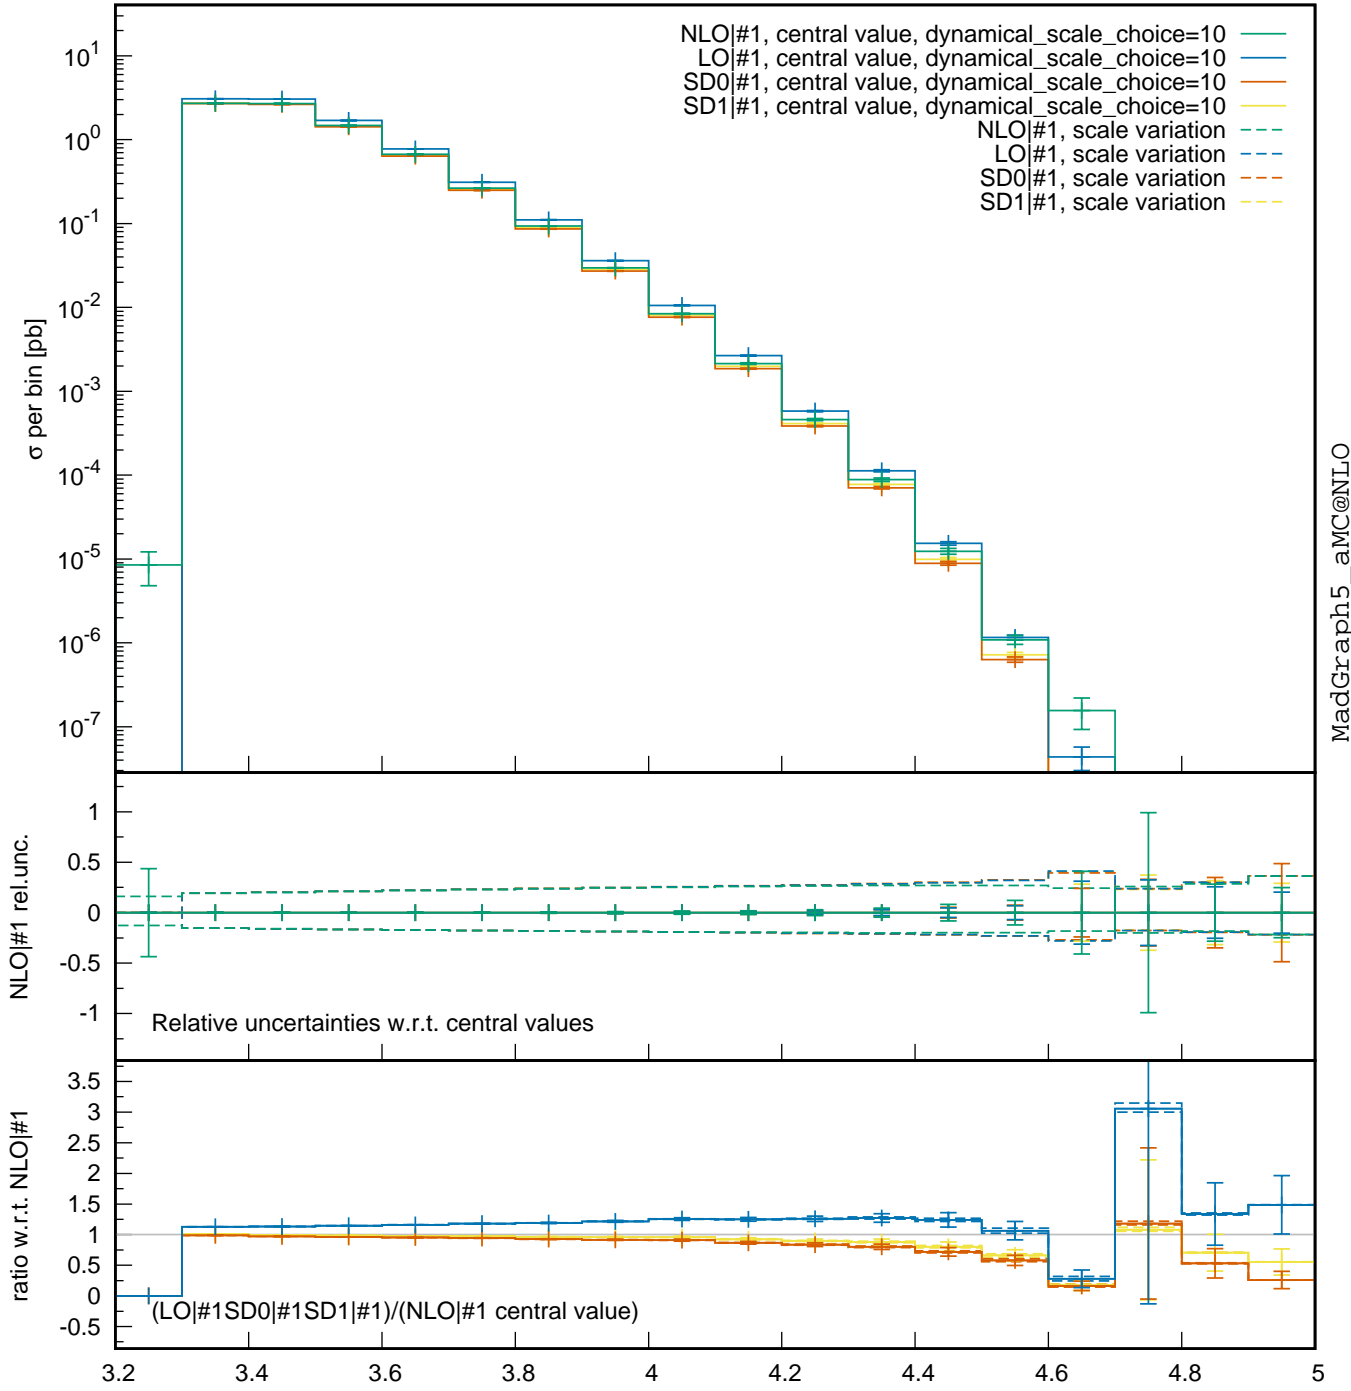 NLO|#1, central value, dynamical_scale_choice=10
LO|#1, central value, dynamical_scale_choice=10
SD0|#1, central value, dynamical_scale_choice=10
SD1|#1, central value, dynamical_scale_choice=10
NLO|#1, scale variation
LO|#1, scale variation
SD0|#1, scale variation
SD1|#1, scale variation
10^1
10^0
10^-1
10^-2
10^-3
10^-4
10^-5
10^-6
10^-7
σ per bin [pb]
MadGraph5_aMC@NLO
1
0.5
0
-0.5
-1
NLO|#1 rel.unc.
Relative uncertainties w.r.t. central values
3.5
3
2.5
2
1.5
1
0.5
0
-0.5
ratio w.r.t. NLO|#1
(LO|#1SD0|#1SD1|#1)/(NLO|#1 central value)
3.2 3.4 3.6 3.8 4 4.2 4.4 4.6 4.8 5